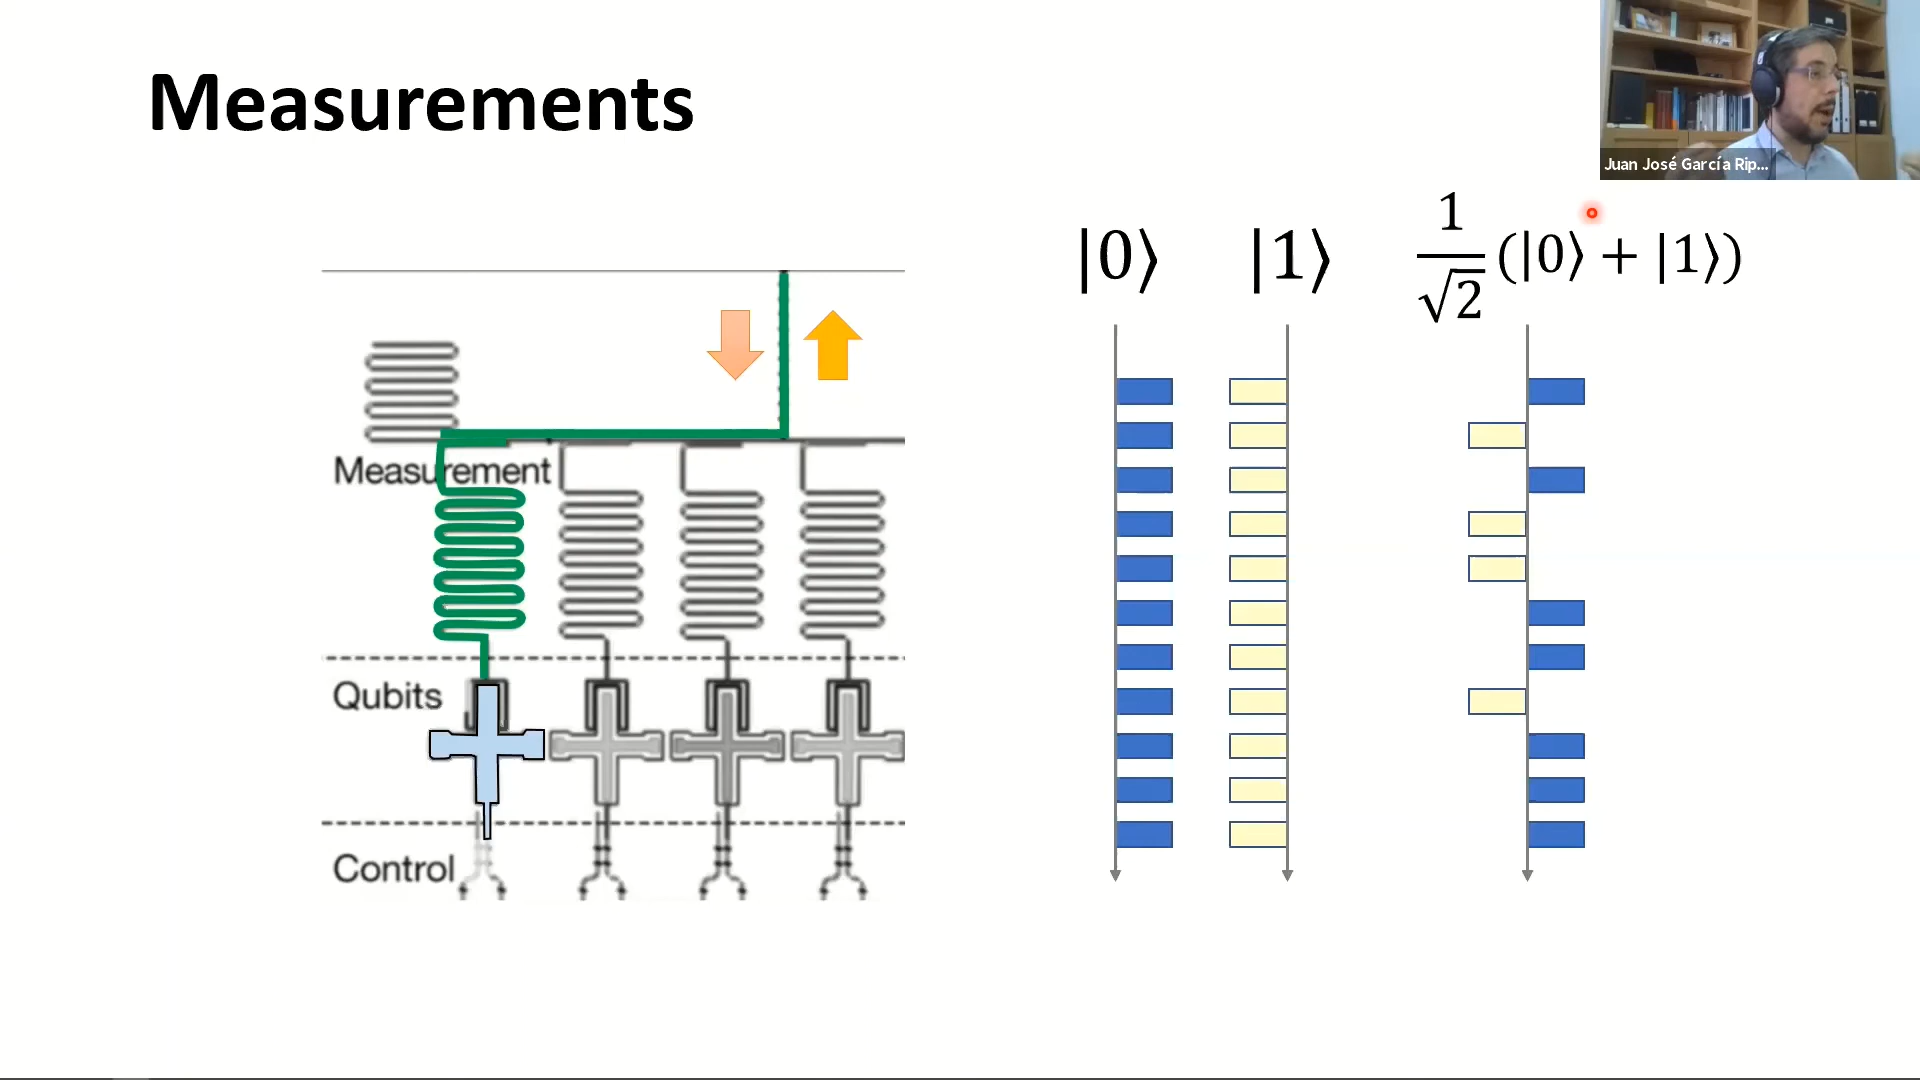 Measurements
Juan José García Rip...
|0⟩ |1⟩ 1/√2 (|0⟩ + |1⟩)
Measurement
Qubits
Control